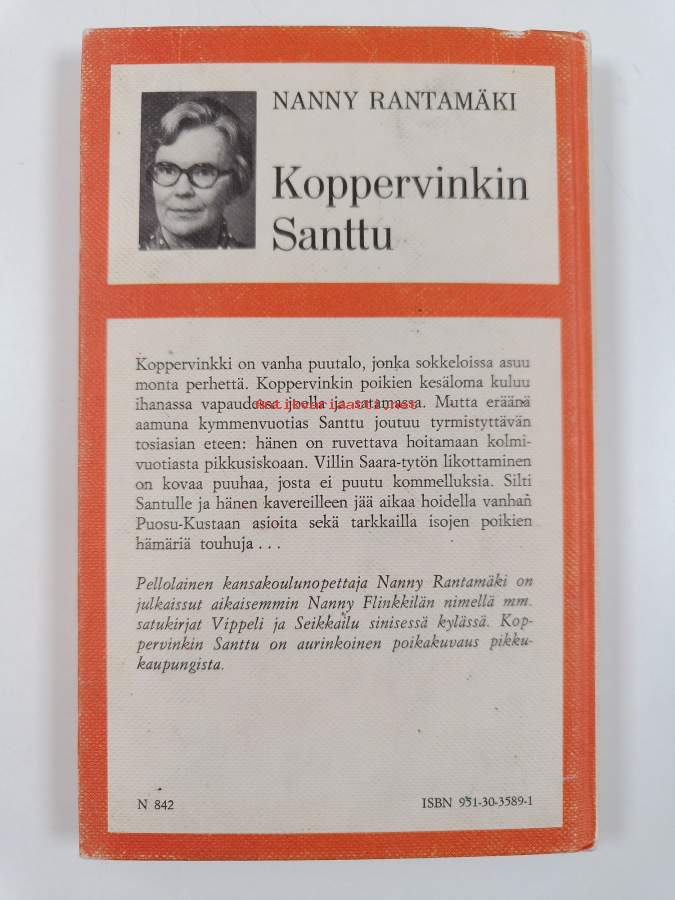 NANNY RANTAMÄKI
Koppervinkin
Santtu
Koppervinkki on vanha puutalo, jonka sokkeloissa asuu
monta perhettä. Koppervinkin poikien kesäloma kuluu
ihanassa vapaudessa joella ja satamassa. Mutta eräänä
aamuna kymmenvuotias Santtu joutuu tyrmistyttävän
tosiasian eteen: hänen on ruvettava hoitamaan kolmi-
vuotiasta pikkusiskoaan. Villin Saara-tytön likottaminen
on kovaa puuhaa, josta ei puutu kommelluksia. Silti
Santulle ja hänen kavereilleen jää aikaa hoidella vanhan
Puosu-Kustaan asioita sekä tarkkailla isojen poikien
hämäriä touhuja . . .
Pellolainen kansakoulunopettaja Nanny Rantamäki on
julkaissut aikaisemmin Nanny Flinkkilän nimellä mm.
satukirjat Vippeli ja Seikkailu sinisessä kylässä. Kop-
pervinkin Santtu on aurinkoinen poikakuvaus pikku-
kaupungista.
N 842
ISBN 951-30-3589-1